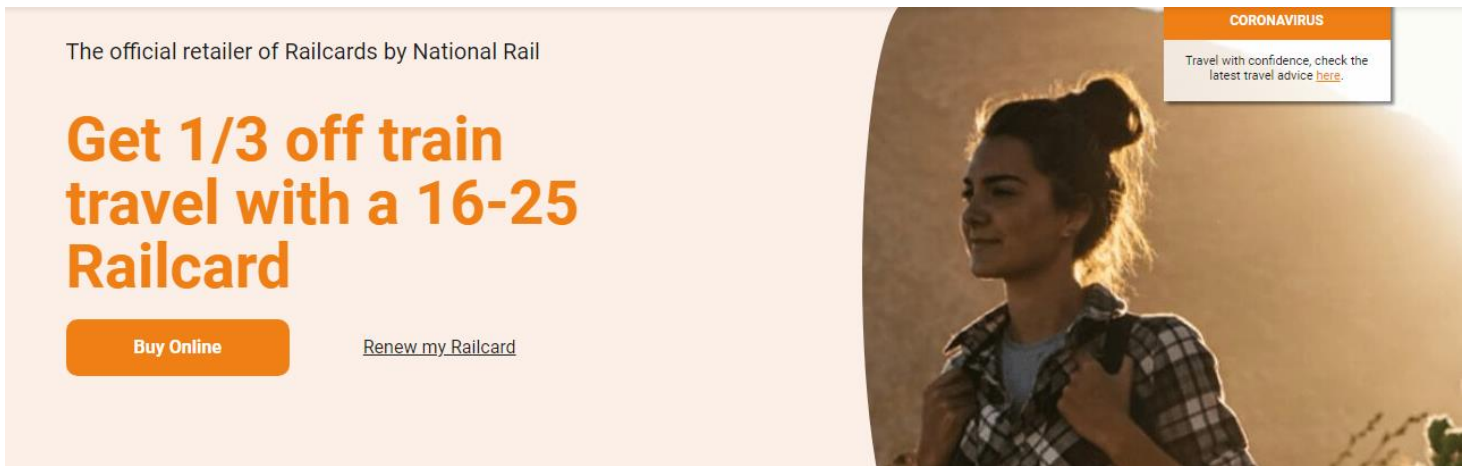 The official retailer of Railcards by National Rail
Get 1/3 off train
travel with a 16-25
Railcard
Buy Online
Renew my Railcard
CORONAVIRUS
Travel with confidence, check the
latest travel advice here.